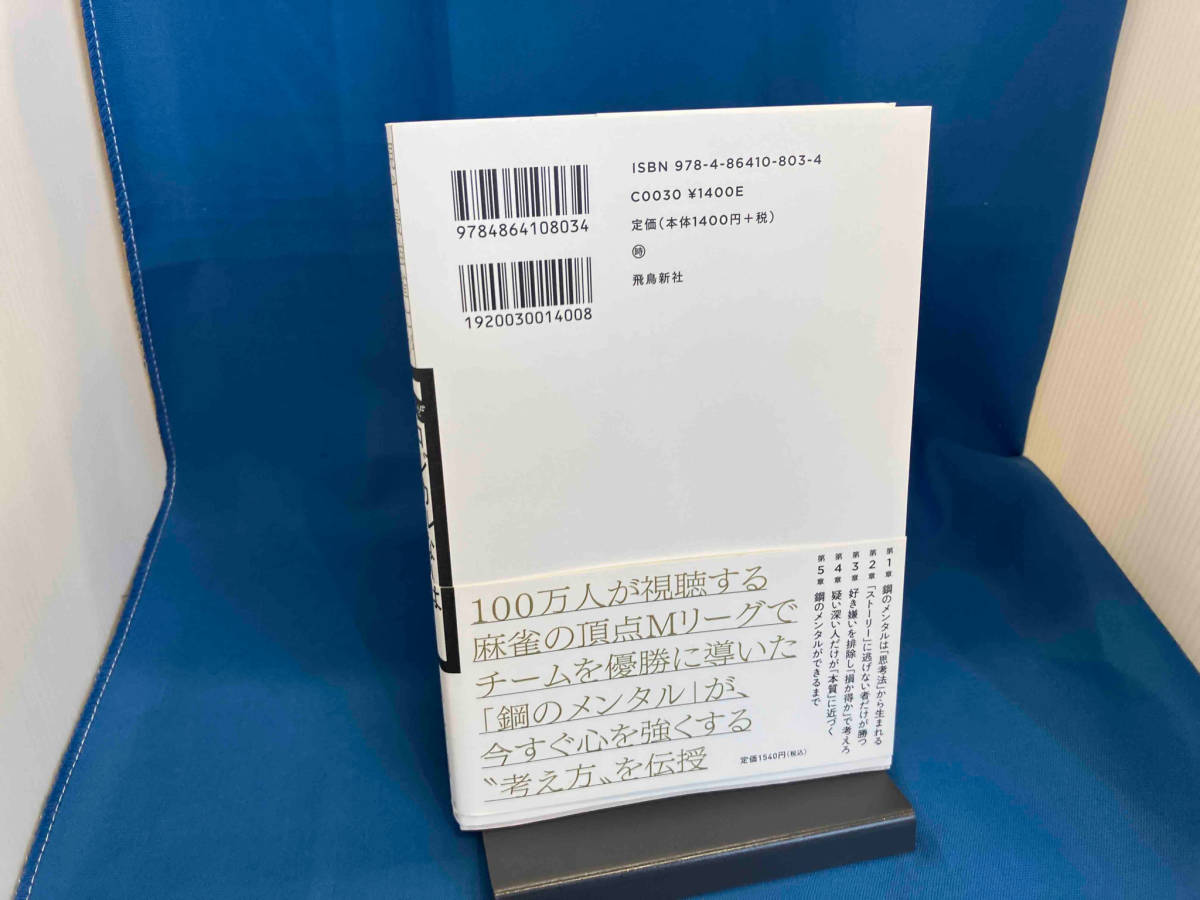 ISBN 978-4-86410-803-4
C0030 ¥1400E
定価(本体1400円+税)
時
飛鳥新社
9784864108034
1920030014008
100万人が視聴する
麻雀の頂点Mリーグで
チームを優勝に導いた
「鋼のメンタル」が、
今すぐ心を強くする
〝考え方〟を伝授
第1章 鋼のメンタルは「思考法」から生まれる
第2章 「ストーリー」に逃げない者だけが勝つ
第3章 好き嫌いを排除し「損か得か」で考えろ
第4章 疑い深い人だけが「本質」に近づく
第5章 鋼のメンタルができるまで
定価1540円(税込)